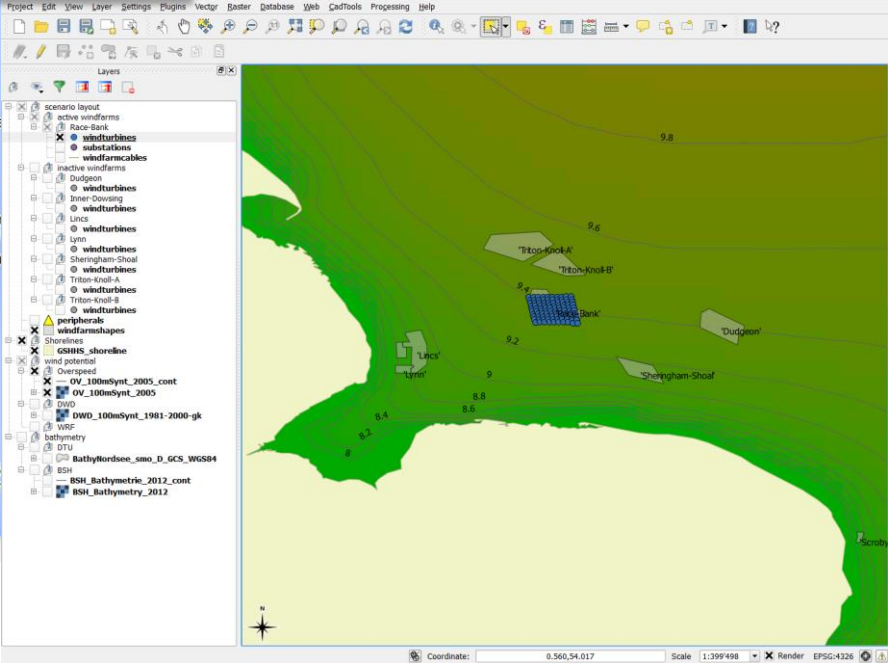 Project Edit View Layer Settings Plugins Vector Raster Database Web CadTools Processing Help
Layers
scenario layout
active windfarms
Race-Bank
windturbines
substations
windfarmcables
inactive windfarms
Dudgeon
windturbines
Inner-Dowsing
windturbines
Lincs
windturbines
Lynn
windturbines
Sheringham-Shoal
windturbines
Triton-Knoll-A
windturbines
Triton-Knoll-B
windturbines
peripherals
windfarmshapes
Shorelines
GSHHS_shoreline
wind potential
Overspeed
OV_100mSynt_2005_cont
OV_100mSynt_2005
DWD
DWD_100mSynt_1981-2000-gk
WRF
bathymetry
DTU
BathyNordsee_smo_D_GCS_WGS84
BSH
BSH_Bathymetrie_2012_cont
BSH_Bathymetry_2012
9.8
9.6
'Triton-Knoll-A'
'Triton-Knoll-B'
9.4
'Race-Bank'
'Dudgeon'
9.2
'Lincs'
'Lynn'
9
'Sheringham-Shoal'
8.8
8.6
8.4
8.2
8
'Scroby
N
Coordinate: 0.560,54.017 Scale 1:399'498 Render EPSG:4326